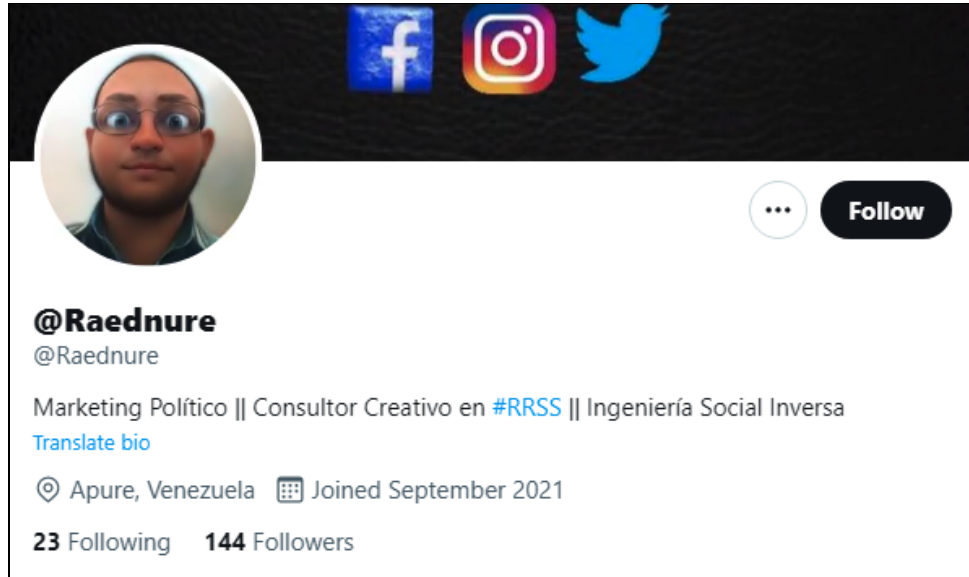 Follow
@Raednure
@Raednure
Marketing Político || Consultor Creativo en #RRSS || Ingeniería Social Inversa
Translate bio
Apure, Venezuela Joined September 2021
23 Following 144 Followers